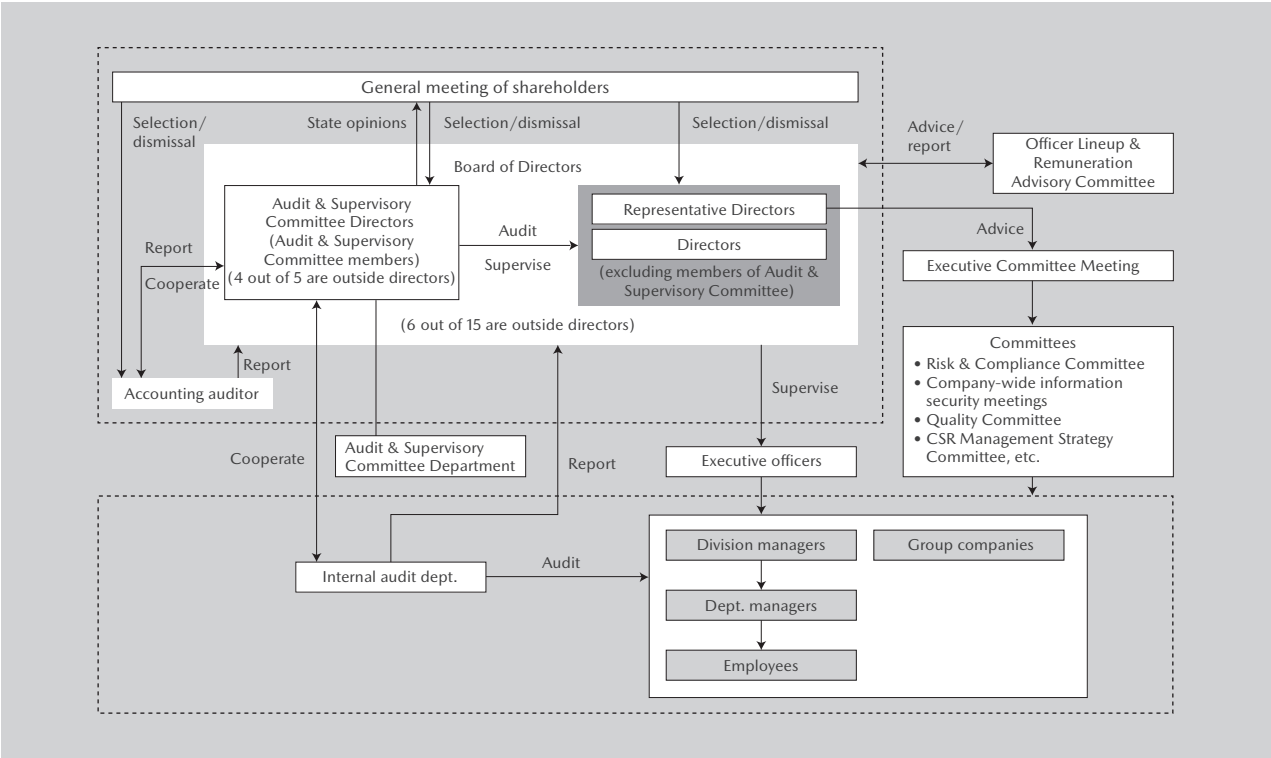 General meeting of shareholders
Selection/
dismissal
State opinions
Selection/dismissal
Selection/dismissal
Advice/
report
Officer Lineup &
Remuneration
Advisory Committee
Board of Directors
Audit & Supervisory
Committee Directors
(Audit & Supervisory
Committee members)
(4 out of 5 are outside directors)
Audit
Supervise
Representative Directors
Directors
(excluding members of Audit &
Supervisory Committee)
Advice
Executive Committee Meeting
Report
Cooperate
(6 out of 15 are outside directors)
Report
Accounting auditor
Supervise
Committees
• Risk & Compliance Committee
• Company-wide information
security meetings
• Quality Committee
• CSR Management Strategy
Committee, etc.
Cooperate
Audit & Supervisory
Committee Department
Report
Executive officers
Internal audit dept.
Audit
Division managers
Group companies
Dept. managers
Employees